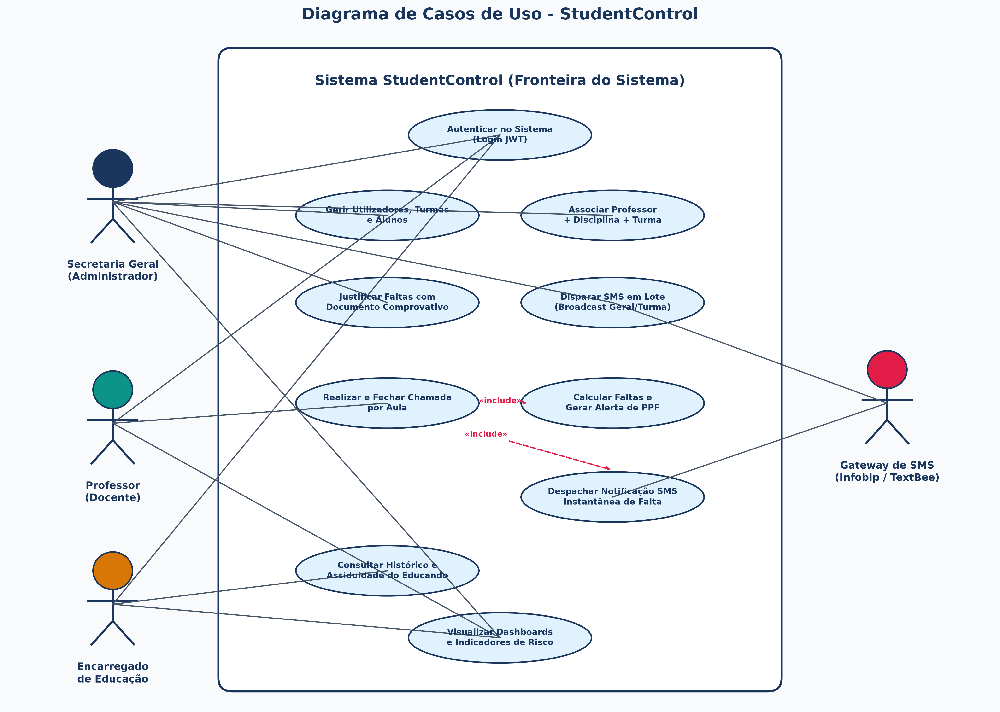 Diagrama de Casos de Uso - StudentControl
Sistema StudentControl (Fronteira do Sistema)
Autenticar no Sistema
(Login JWT)
Gerir Utilizadores, Turmas
e Alunos
Associar Professor
+ Disciplina + Turma
Secretaria Geral
(Administrador)
Justificar Faltas com
Documento Comprovativo
Disparar SMS em Lote
(Broadcast Geral/Turma)
Realizar e Fechar Chamada
por Aula
«include»
Calcular Faltas e
Gerar Alerta de PPF
«include»
Gateway de SMS
(Infobip / TextBee)
Professor
(Docente)
Despachar Notificação SMS
Instantânea de Falta
Consultar Histórico e
Assiduidade do Educando
Visualizar Dashboards
e Indicadores de Risco
Encarregado
de Educação